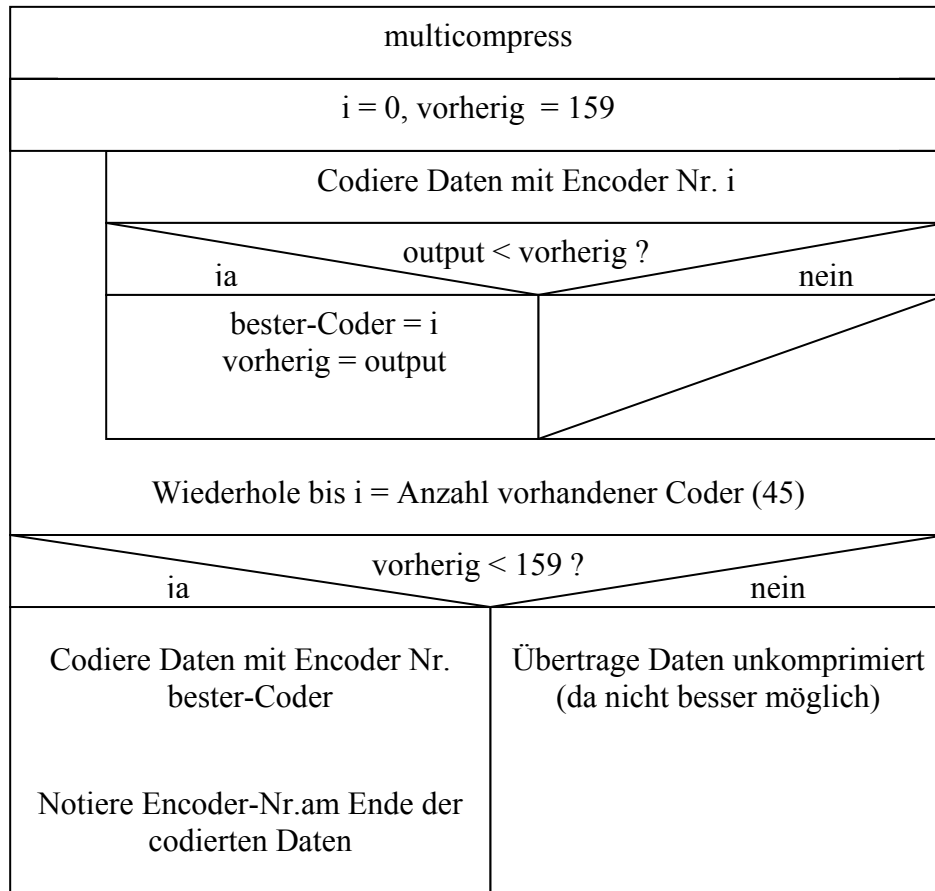 multicompress
i = 0, vorherig = 159
Codiere Daten mit Encoder Nr. i
output < vorherig ?
ja
nein
bester-Coder = i
vorherig = output
Wiederhole bis i = Anzahl vorhandener Coder (45)
vorherig < 159 ?
ja
nein
Codiere Daten mit Encoder Nr.
bester-Coder
Notiere Encoder-Nr.am Ende der
codierten Daten
Übertrage Daten unkomprimiert
(da nicht besser möglich)